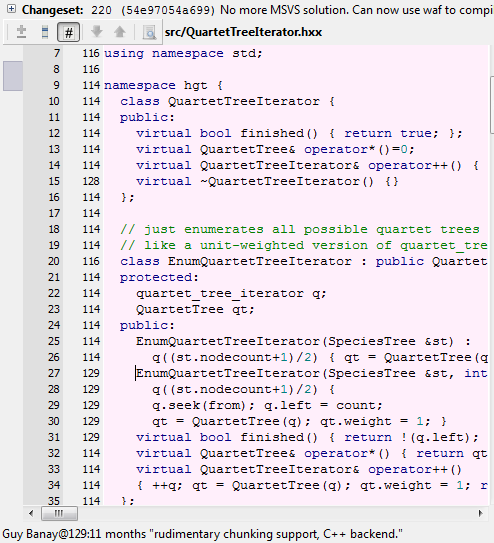 Changeset: 220 (54e97054a699) No more MSVS solution. Can now use waf to compi
# src/QuartetTreeIterator.hxx
7 116 using namespace std;
8 116
9 114 namespace hgt {
10 114 class QuartetTreeIterator {
11 114 public:
12 114 virtual bool finished() { return true; };
13 114 virtual QuartetTree& operator*()=0;
14 114 virtual QuartetTreeIterator& operator++() {
15 128 virtual ~QuartetTreeIterator() {}
16 114 };
17 114
18 114 // just enumerates all possible quartet trees
19 114 // like a unit-weighted version of quartet_tre
20 116 class EnumQuartetTreeIterator : public Quartet
21 114 protected:
22 114 quartet_tree_iterator q;
23 114 QuartetTree qt;
24 114 public:
25 114 EnumQuartetTreeIterator(SpeciesTree &st) :
26 114 q((st.nodecount+1)/2) { qt = QuartetTree(q
27 129 EnumQuartetTreeIterator(SpeciesTree &st, int
28 129 q((st.nodecount+1)/2) {
29 129 q.seek(from); q.left = count;
30 129 qt = QuartetTree(q); qt.weight = 1; }
31 129 virtual bool finished() { return !(q.left);
32 114 virtual QuartetTree& operator*() { return qt
33 114 virtual QuartetTreeIterator& operator++()
34 114 { ++q; qt = QuartetTree(q); qt.weight = 1; r
35 114 };
Guy Banay@129:11 months "rudimentary chunking support, C++ backend."